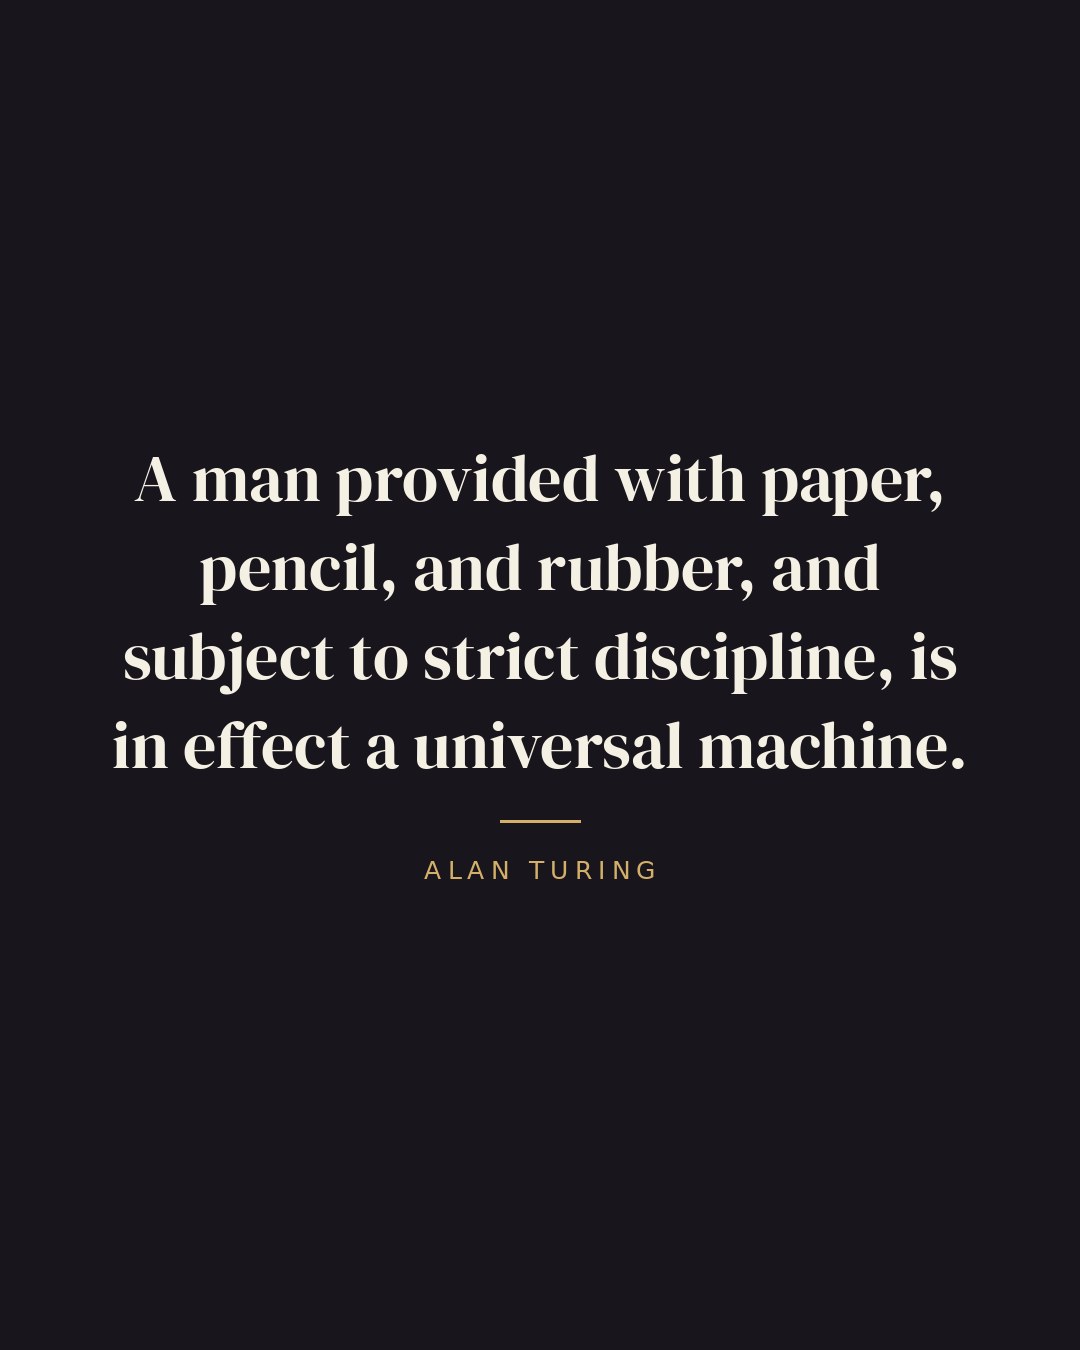 A man provided with paper,
pencil, and rubber, and
subject to strict discipline, is
in effect a universal machine.
ALAN TURING